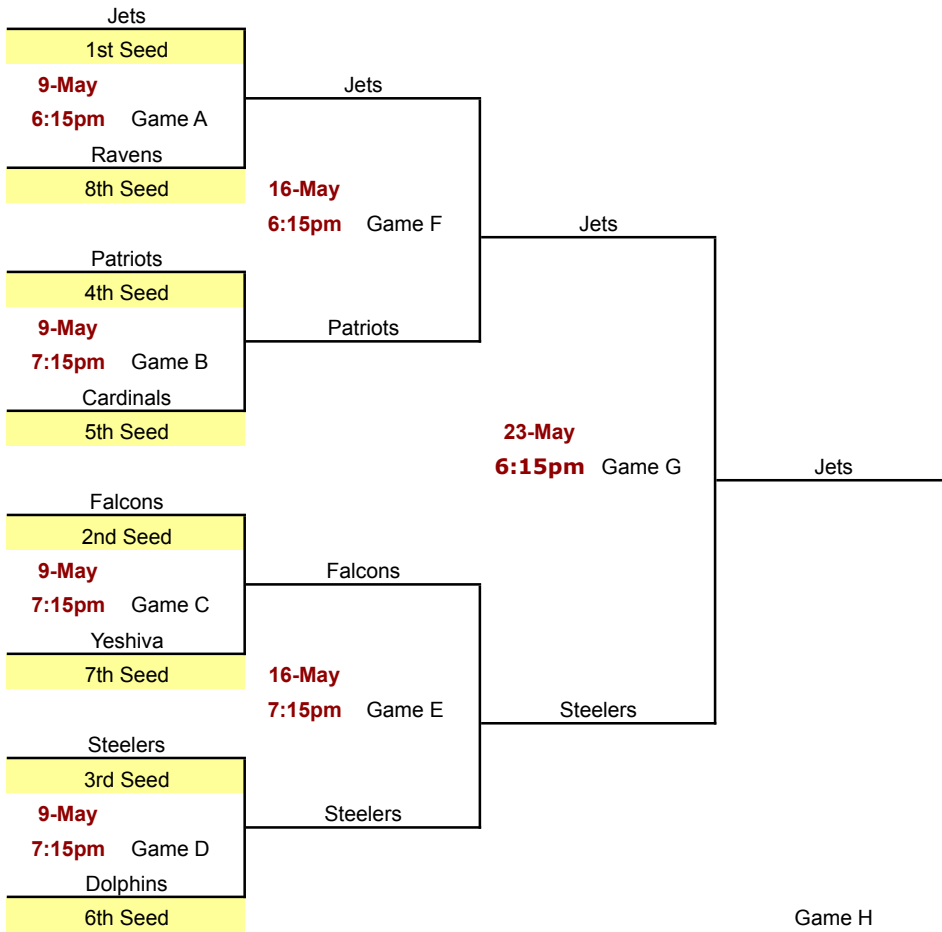 Jets
1st Seed
9-May
6:15pm Game A
Ravens
8th Seed
Patriots
4th Seed
9-May
7:15pm Game B
Cardinals
5th Seed
Falcons
2nd Seed
9-May
7:15pm Game C
Yeshiva
7th Seed
Steelers
3rd Seed
9-May
7:15pm Game D
Dolphins
6th Seed
Jets
16-May
6:15pm Game F
Patriots
Falcons
16-May
7:15pm Game E
Steelers
Jets
23-May
6:15pm Game G
Steelers
Jets
Game H